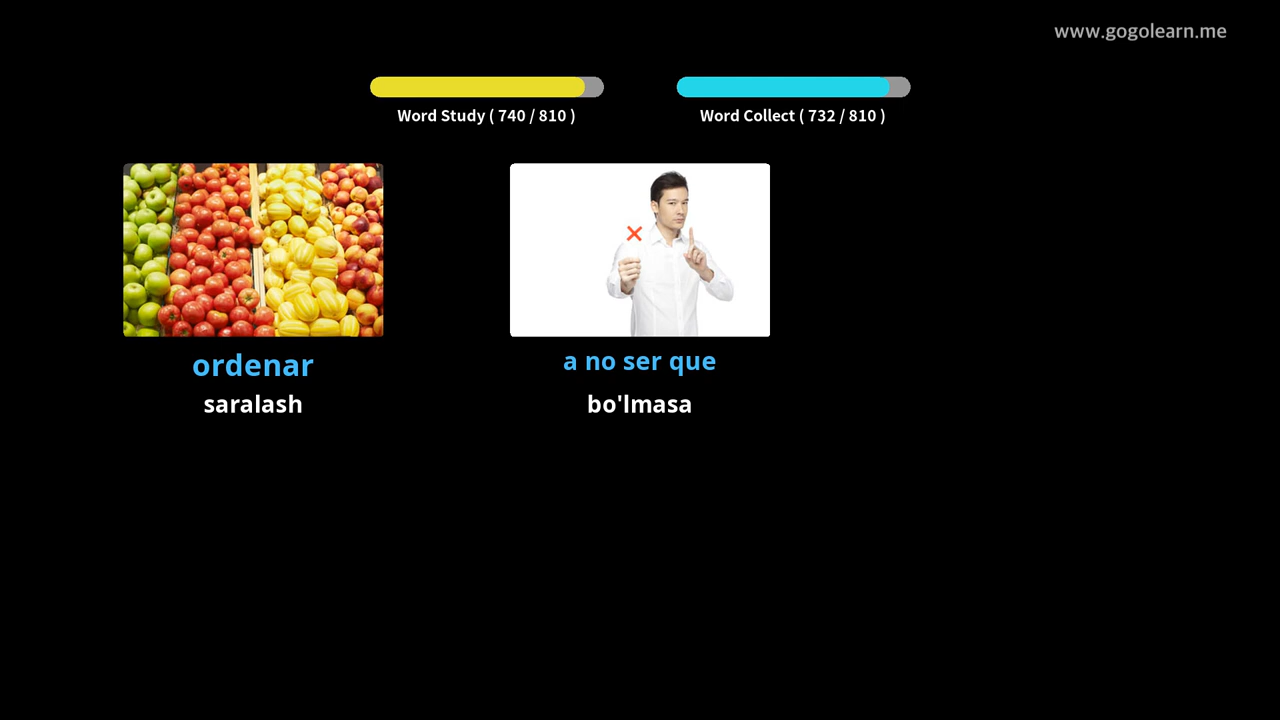 www.gogolearn.me
Word Study ( 740 / 810 )
Word Collect ( 732 / 810 )
ordenar
saralash
a no ser que
bo'lmasa